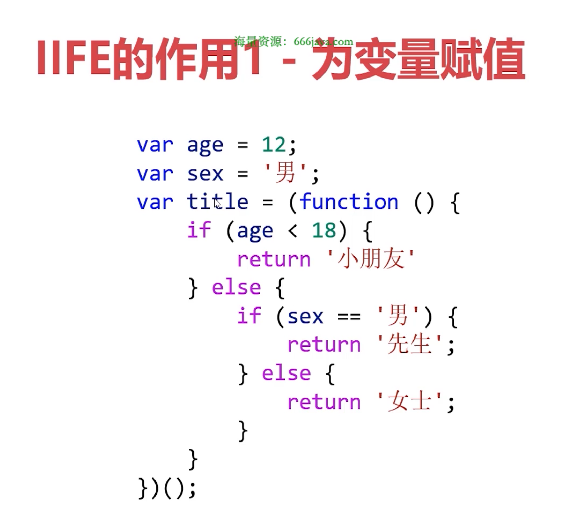 海量资源：666java.com
IIFE的作用1 - 为变量赋值
var age = 12;
var sex = '男';
var title = (function () {
    if (age < 18) {
        return '小朋友'
    } else {
        if (sex == '男') {
            return '先生';
        } else {
            return '女士';
        }
    }
})();